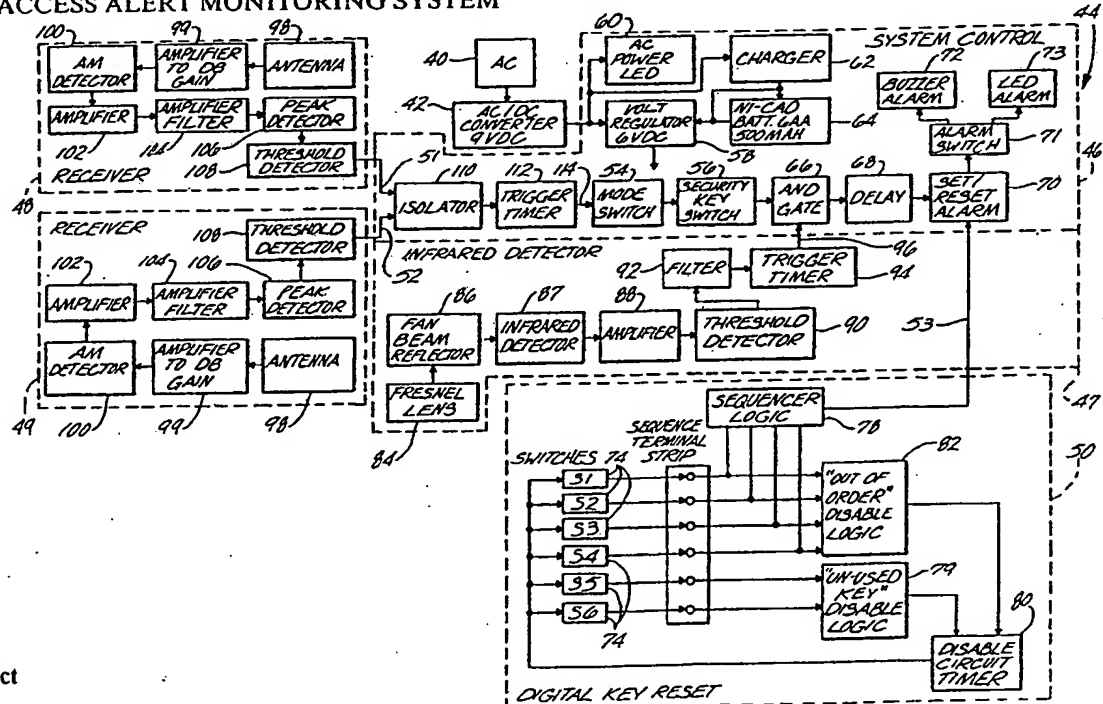 ACCESS ALERT MONITORING SYSTEM
100
AM
DETECTOR
99
AMPLIFIER
TO DB
GAIN
98
ANTENNA
AMPLIFIER
102
AMPLIFIER
FILTER
104
PEAK
DETECTOR
106
THRESHOLD
DETECTOR
108
RECEIVER
48
40
AC
42
AC/DC
CONVERTER
9 VDC
60
AC
POWER
LED
CHARGER
62
VOLT
REGULATOR
6 VDC
58
NI-CAD
BATT. 6AA
500 MAH
64
SYSTEM CONTROL
44
72
BUZZER
ALARM
73
LED
ALARM
ALARM
SWITCH
71
46
51
110
ISOLATOR
112
TRIGGER
TIMER
114
54
MODE
SWITCH
56
SECURITY
KEY
SWITCH
66
AND
GATE
68
DELAY
SET/
RESET
ALARM
70
RECEIVER
108
THRESHOLD
DETECTOR
52
102
AMPLIFIER
104
AMPLIFIER
FILTER
106
PEAK
DETECTOR
AM
DETECTOR
100
AMPLIFIER
TO DB
GAIN
99
ANTENNA
98
49
INFRARED DETECTOR
86
FAN
BEAM
REFLECTOR
87
INFRARED
DETECTOR
88
AMPLIFIER
THRESHOLD
DETECTOR
90
92
FILTER
TRIGGER
TIMER
94
96
FRESNEL
LENS
84
53
47
SEQUENCER
LOGIC
78
SEQUENCE
TERMINAL
STRIP
SWITCHES 74
S1
S2
S3
S4
S5
S6
74
82
"OUT OF
ORDER"
DISABLE
LOGIC
79
"UN-USED
KEY"
DISABLE
LOGIC
80
DISABLE
CIRCUIT
TIMER
50
DIGITAL KEY RESET
ct